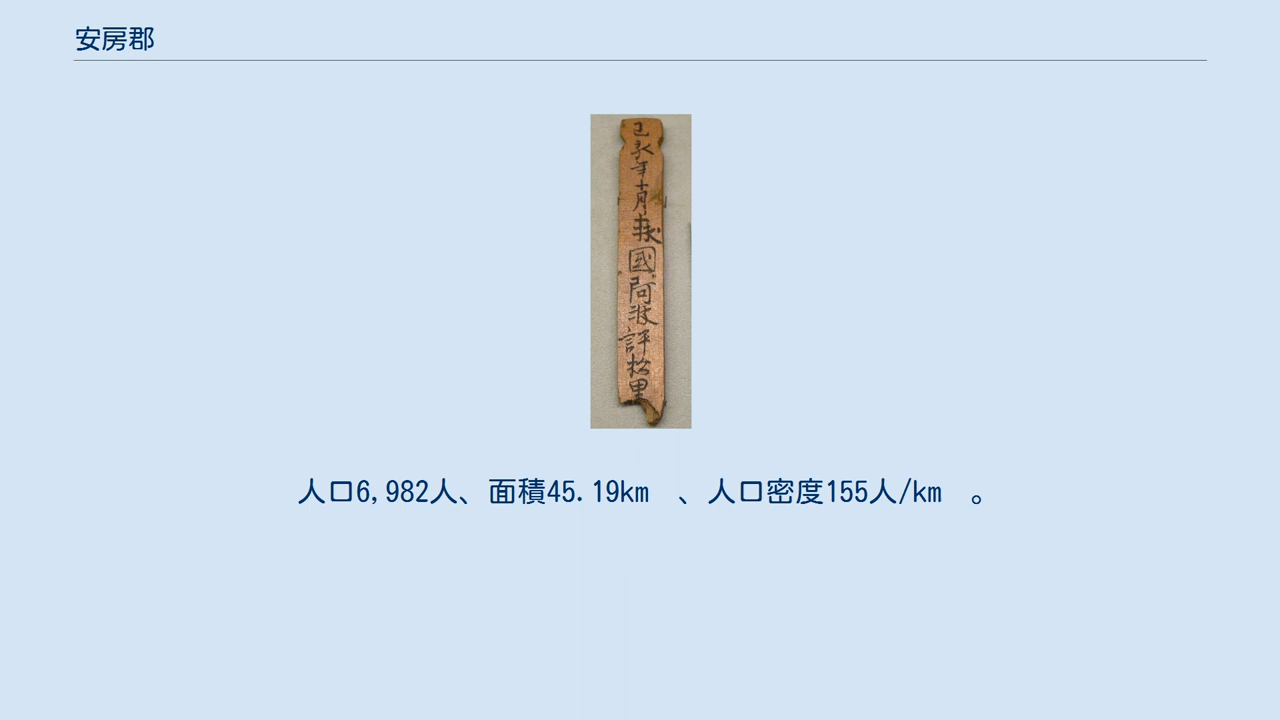 安房郡
己亥年十月上捄國阿波評松里
人口6,982人、面積45.19km　、人口密度155人/km　。